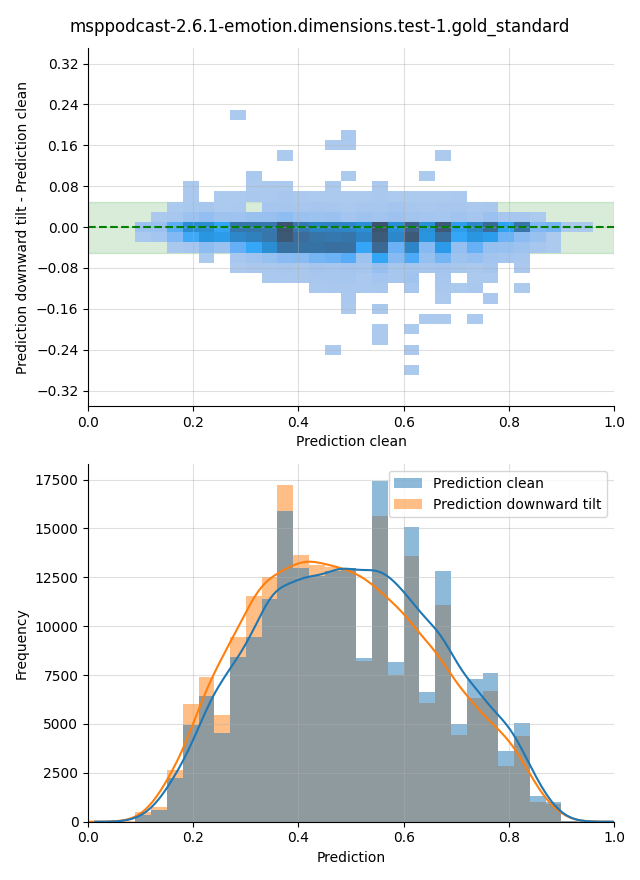 msppodcast-2.6.1-emotion.dimensions.test-1.gold_standard
Prediction downward tilt - Prediction clean
0.32
0.24
0.16
0.08
0.00
−0.08
−0.16
−0.24
−0.32
0.0 0.2 0.4 0.6 0.8 1.0
Prediction clean
Frequency
17500
15000
12500
10000
7500
5000
2500
0
Prediction clean
Prediction downward tilt
0.0 0.2 0.4 0.6 0.8 1.0
Prediction